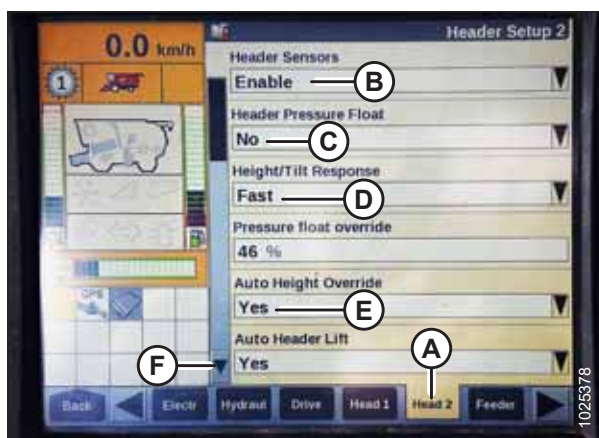 0.0 km/h
Header Setup 2
1
Header Sensors
Enable
B
Header Pressure Float
No
C
Height/Tilt Response
Fast
D
Pressure float override
46 %
Auto Height Override
Yes
E
GPS
Auto Header Lift
Yes
F
A
Back
Electr
Hydraul
Drive
Head 1
Head 2
Feeder
1025378